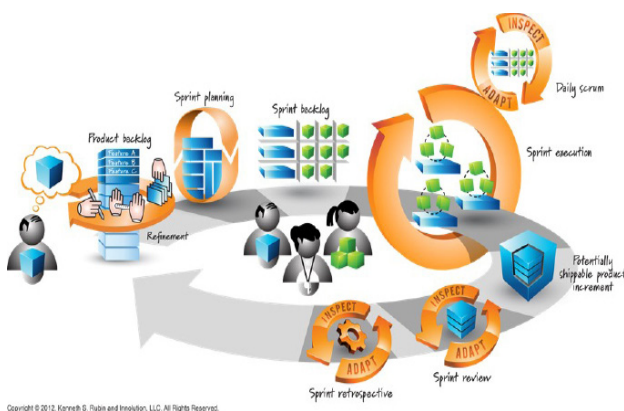 INSPECT
ADAPT
Daily scrum
Sprint planning
Sprint backlog
Product backlog
Feature A
Feature B
Feature C
Sprint execution
Refinement
Potentially
shippable product
increment
INSPECT
ADAPT
Sprint retrospective
INSPECT
ADAPT
Sprint review
Copyright © 2012, Kenneth S. Rubin and Innolution, LLC. All Rights Reserved.